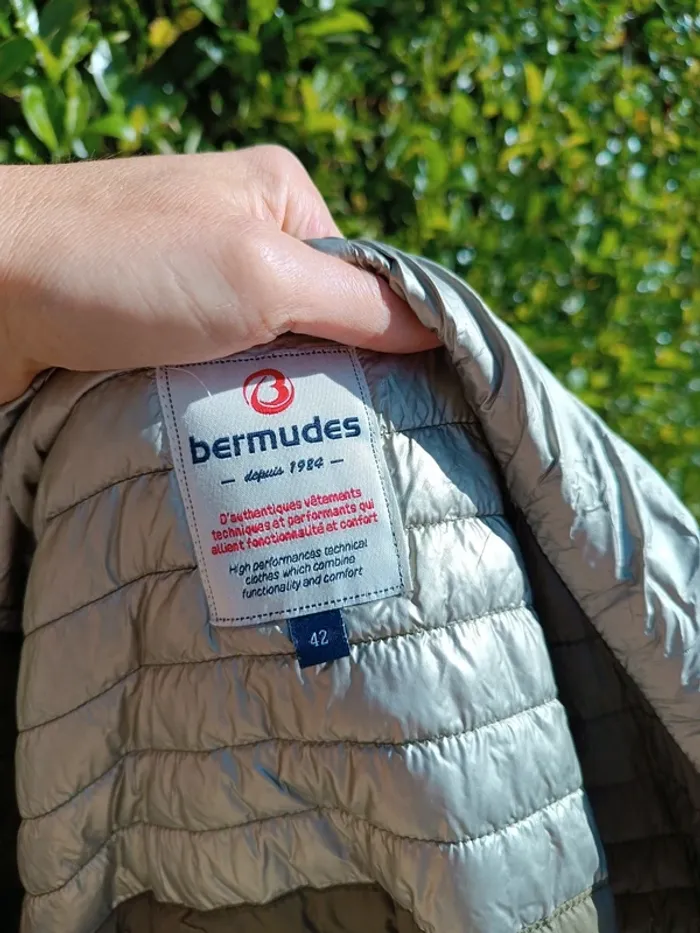 B
bermudes
- depuis 1984 -
D'authentiques vêtements
techniques et performants qui
alliant fonctionnalité et confort
High performances technical
clothes which combine
functionality and comfort
42